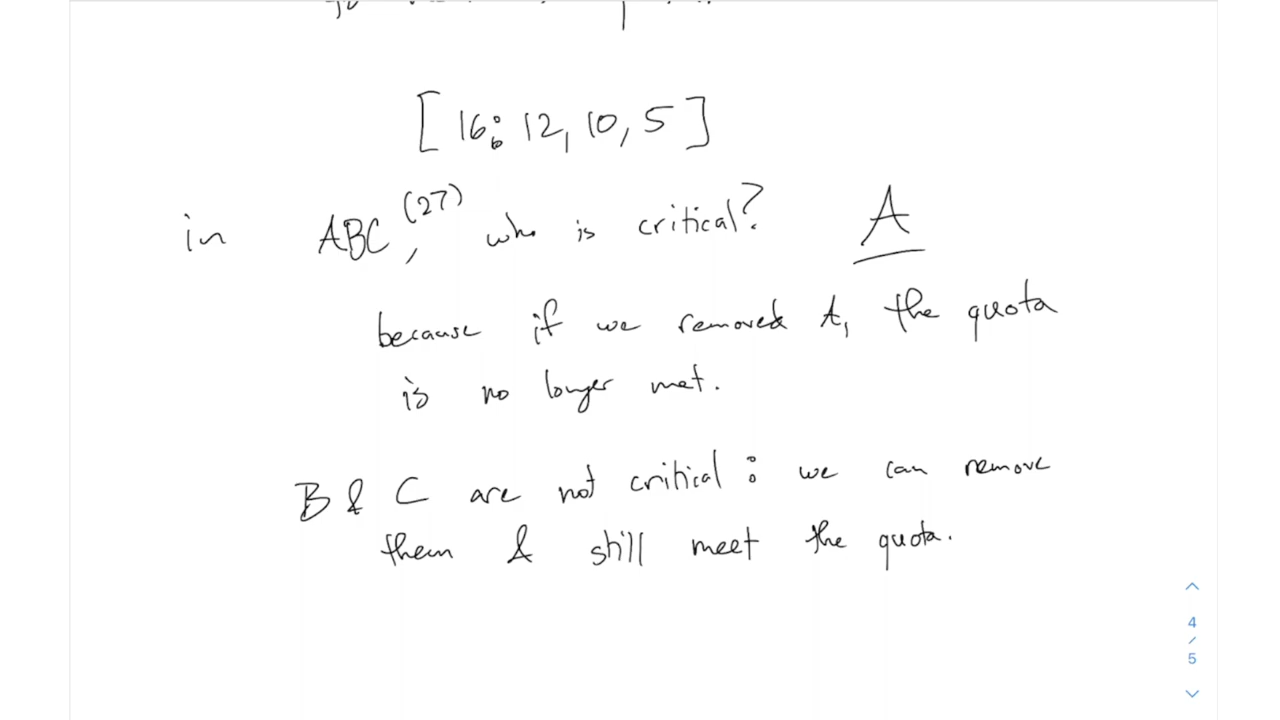 [16: 12, 10, 5]
in ABC, (27) who is critical? A
because if we removed A, the quota
is no longer met.
B & C are not critical: we can remove
them & still meet the quota.
4
/
5